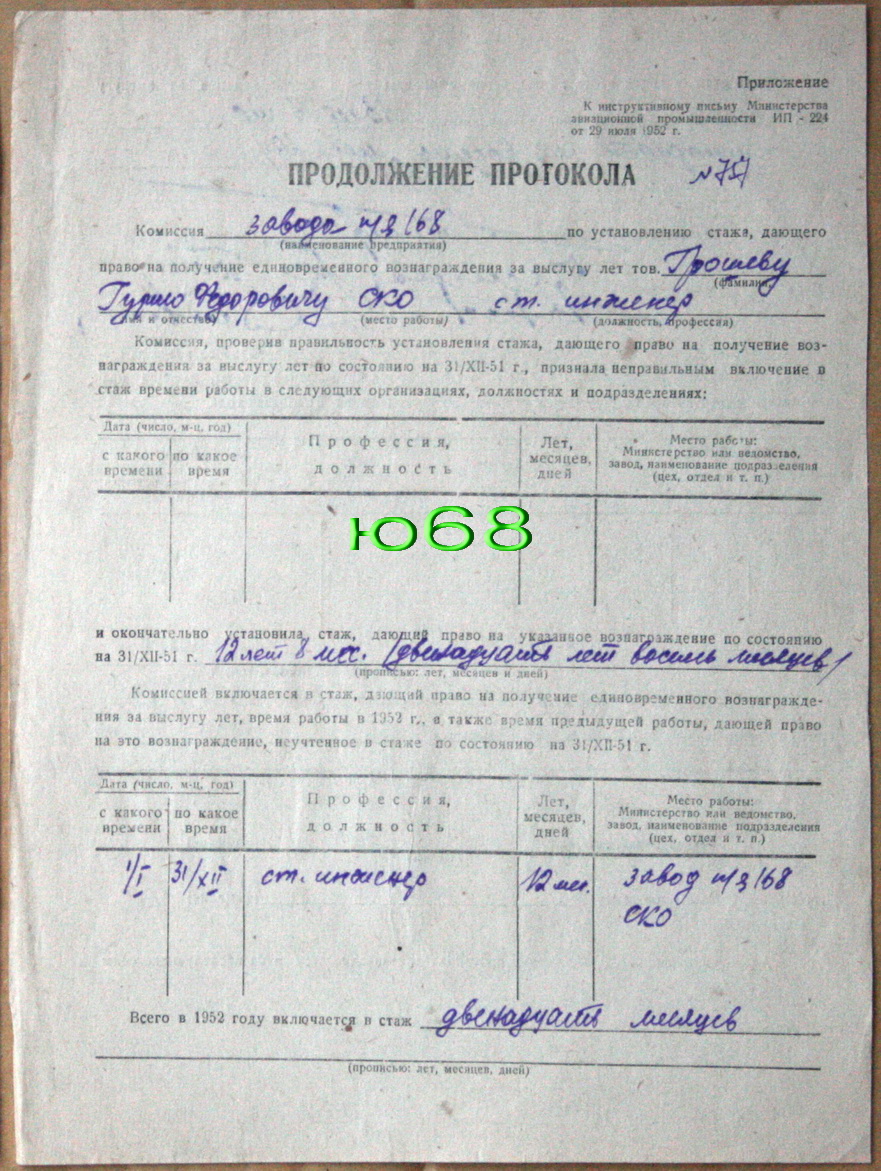 Приложение
К инструктивному письму Министерства
авиационной промышленности ИП - 224
от 29 июля 1952 г.
ПРОДОЛЖЕНИЕ ПРОТОКОЛА №757
Комиссия завода п/я 168 по установлению стажа, дающего
(наименование предприятия)
право на получение единовременного вознаграждения за выслугу лет тов.
(фамилия,
Федоровичу СКО ст. инженер
имя и отчество) (место работы) (должность, профессия)
Комиссия, проверив правильность установления стажа, дающего право на получение воз-
награждения за выслугу лет по состоянию на 31/XII-51 г., признала неправильным включение в
стаж времени работы в следующих организациях, должностях и подразделениях:
Дата (число, м-ц, год)
с какого времени по какое время
Профессия, должность
Лет, месяцев, дней
Место работы:
Министерство или ведомство,
завод, наименование подразделения
(цех, отдел и т. п.)
ю68
и окончательно установила стаж, дающий право на указанное вознаграждение по состоянию
на 31/XII-51 г. 12 лет 8 мес. (двенадцать лет восемь месяцев)
(прописью: лет, месяцев и дней)
Комиссией включается в стаж, дающий право на получение единовременного вознагражде-
ния за выслугу лет, время работы в 1952 г., а также время предыдущей работы, дающей право
на это вознаграждение, неучтенное в стаже по состоянию на 31/XII-51 г.
Дата (число, м-ц, год)
с какого времени по какое время
Профессия, должность
Лет, месяцев, дней
Место работы:
Министерство или ведомство,
завод, наименование подразделения
(цех, отдел и т. п.)
1/I 31/XII ст. инженер 12 мес. завод п/я 168
СКО
Всего в 1952 году включается в стаж двенадцать месяцев
(прописью: лет, месяцев, дней)